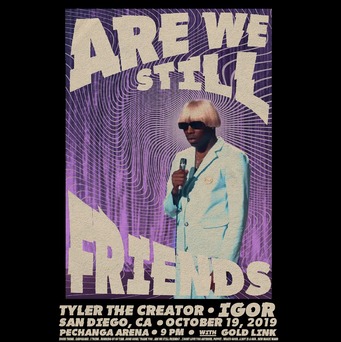 ARE WE
STILL
FRIENDS
TYLER THE CREATOR • IGOR
SAN DIEGO, CA • OCTOBER 19, 2019
PECHANGA ARENA • 9 PM • WITH GOLD LINK